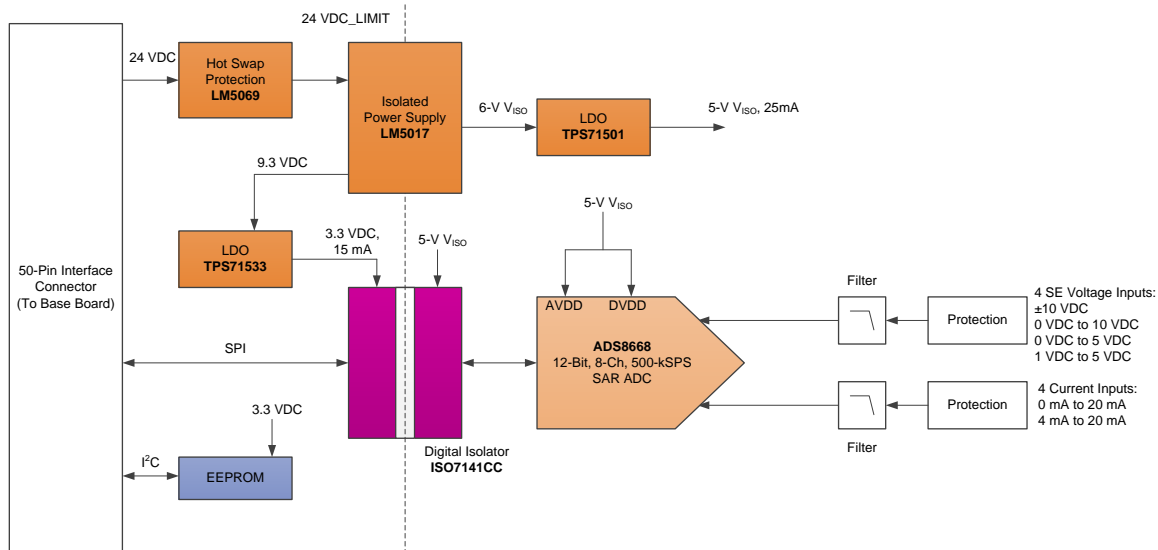 24 VDC_LIMIT
24 VDC
Hot Swap
Protection
LM5069
Isolated
Power Supply
LM5017
6-V VISO
LDO
TPS71501
5-V VISO, 25mA
9.3 VDC
LDO
TPS71533
3.3 VDC,
15 mA
5-V VISO
5-V VISO
50-Pin Interface
Connector
(To Base Board)
AVDD
DVDD
ADS8668
12-Bit, 8-Ch, 500-kSPS
SAR ADC
Filter
Protection
4 SE Voltage Inputs:
±10 VDC
0 VDC to 10 VDC
0 VDC to 5 VDC
1 VDC to 5 VDC
SPI
Filter
Protection
4 Current Inputs:
0 mA to 20 mA
4 mA to 20 mA
3.3 VDC
Digital Isolator
ISO7141CC
I2C
EEPROM